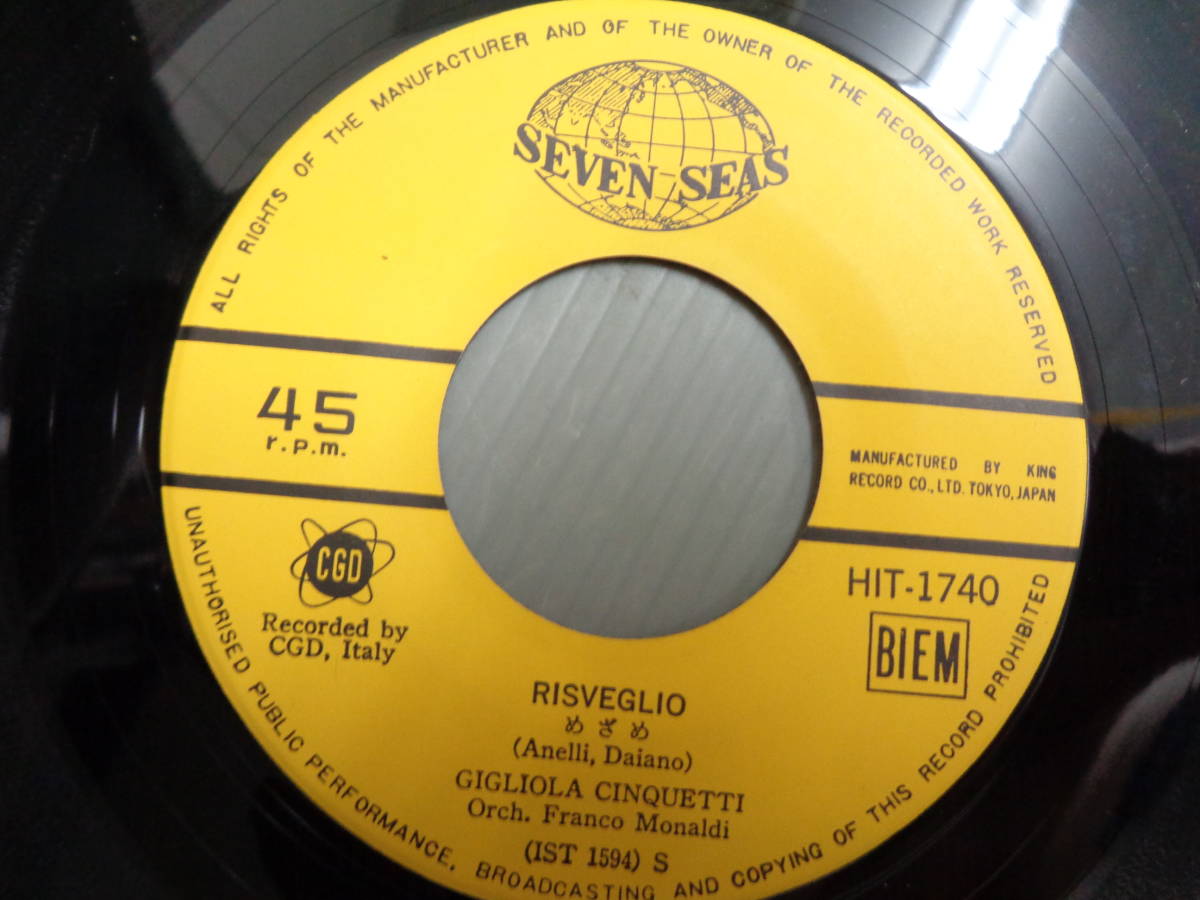 ALL RIGHTS OF THE MANUFACTURER AND OF THE OWNER OF THE RECORDED WORK RESERVED
SEVEN SEAS
45
r.p.m.
MANUFACTURED BY KING
RECORD CO., LTD. TOKYO, JAPAN
CGD
Recorded by
CGD, Italy
HIT-1740
BIEM
RISVEGLIO
めざめ
(Anelli, Daiano)
GIGLIOLA CINQUETTI
Orch. Franco Monaldi
(IST 1594) S
UNAUTHORISED PUBLIC PERFORMANCE, BROADCASTING AND COPYING OF THIS RECORD PROHIBITED